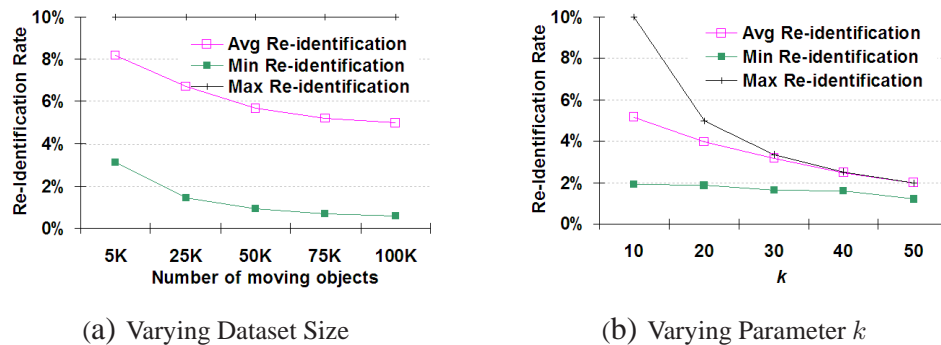 10%
8%
6%
4%
2%
0%
Re-Identification Rate
Avg Re-identification
Min Re-identification
Max Re-identification
5K 25K 50K 75K 100K
Number of moving objects
(a) Varying Dataset Size
10%
8%
6%
4%
2%
0%
Re-Identification Rate
Avg Re-identification
Min Re-identification
Max Re-identification
10 20 30 40 50
k
(b) Varying Parameter k